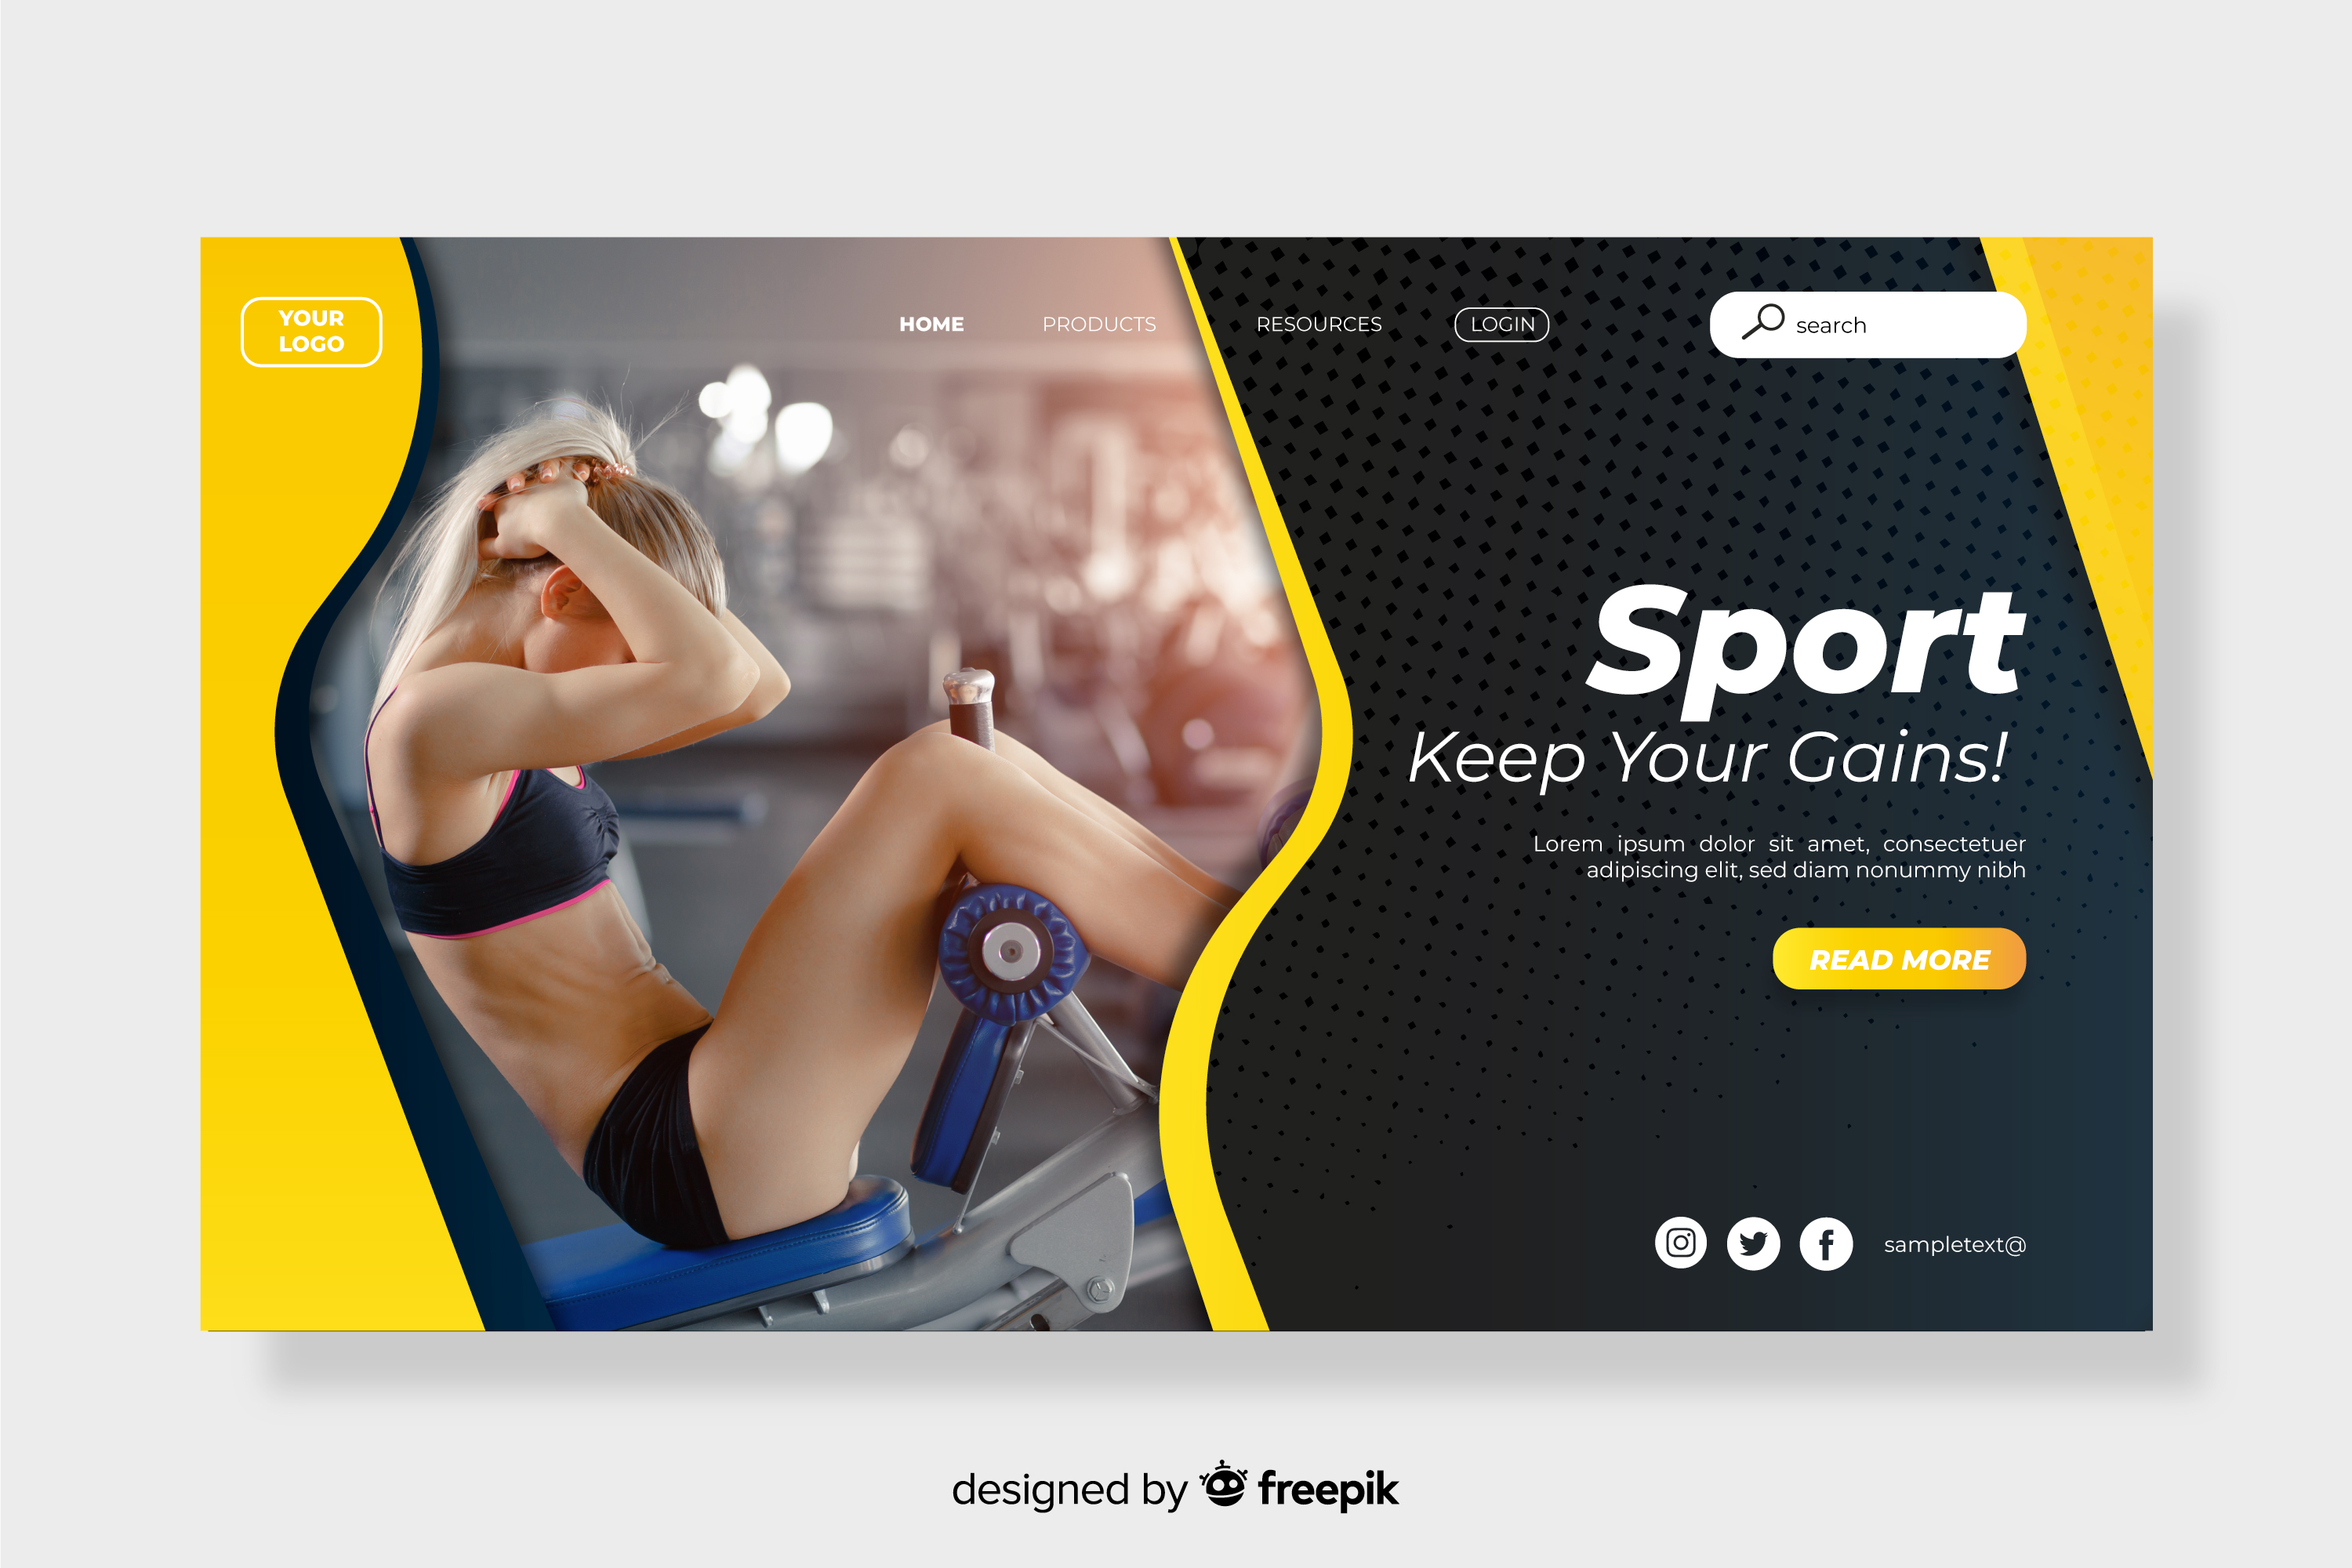 YOUR
LOGO
HOME
PRODUCTS
RESOURCES
LOGIN
search
Sport
Keep Your Gains!
Lorem ipsum dolor sit amet, consectetuer
adipiscing elit, sed diam nonummy nibh
READ MORE
sampletext@
designed by freepik